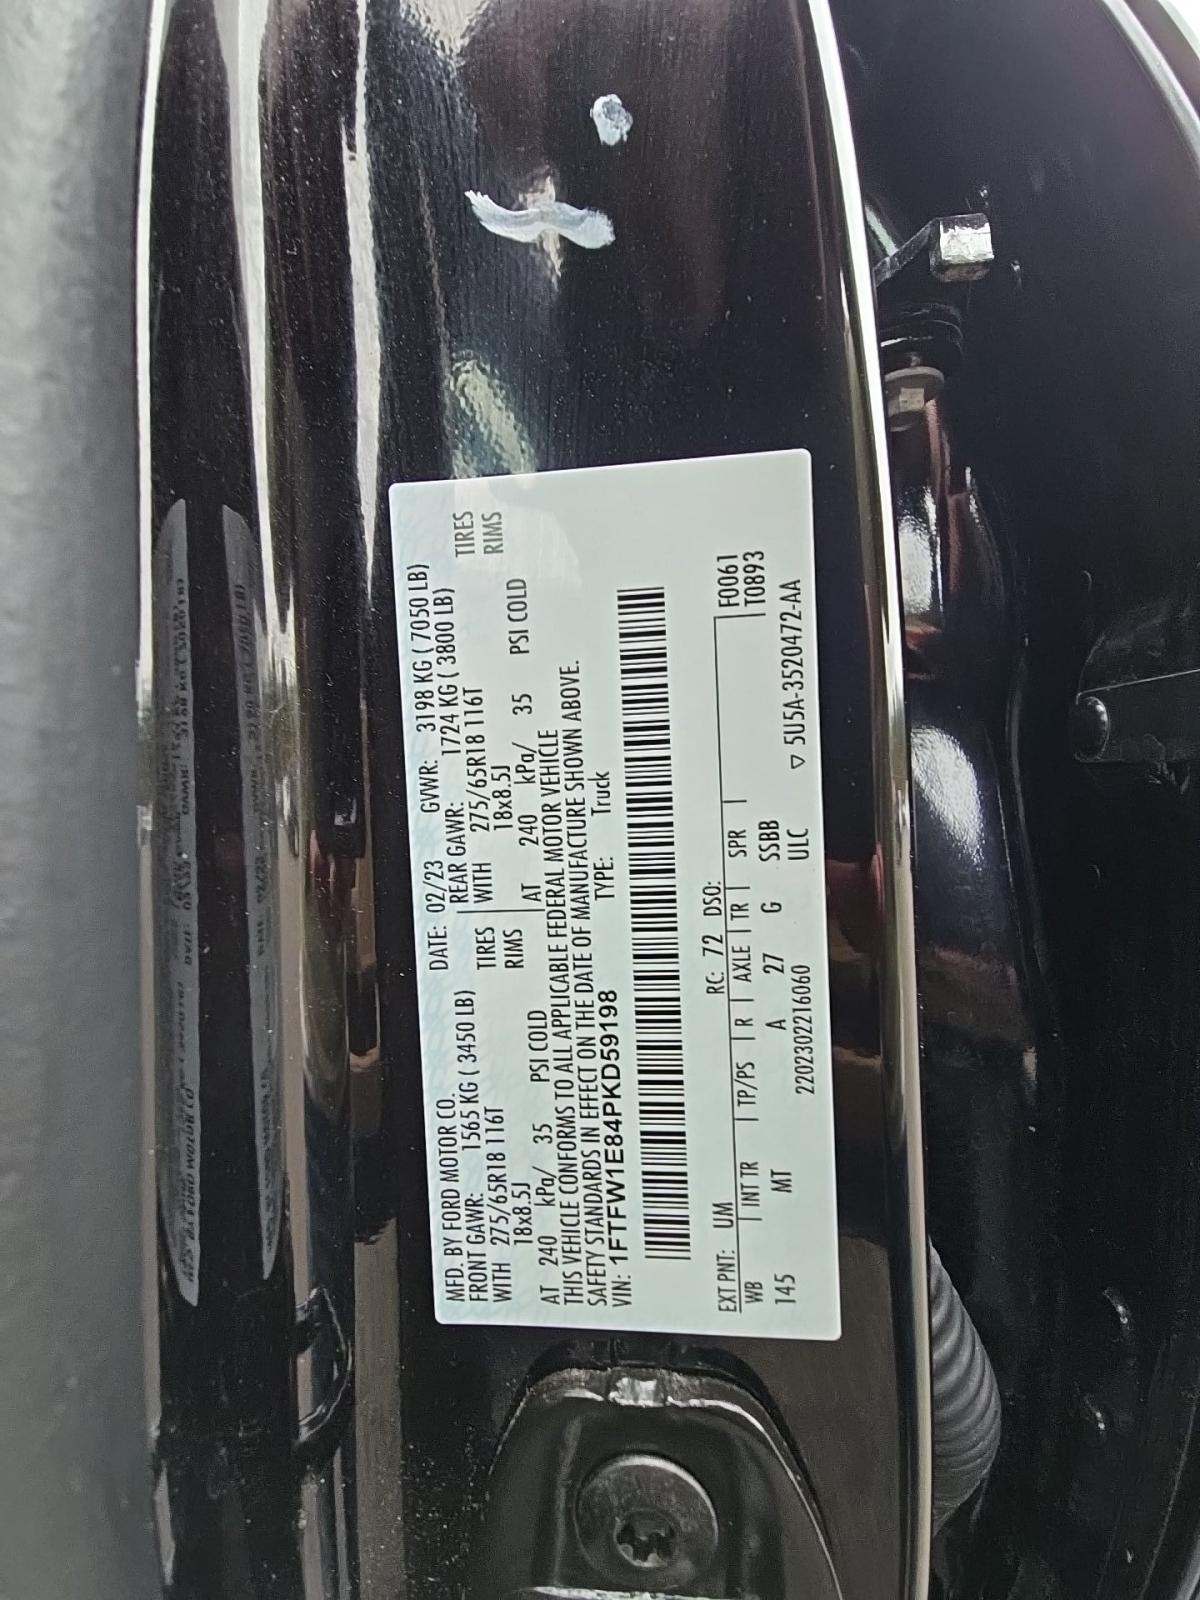 MFD. BY FORD MOTOR CO. DATE: 02/23 GVWR: 3198 KG ( 7050 LB)
FRONT GAWR: 1565 KG ( 3450 LB) REAR GAWR: 1724 KG ( 3800 LB)
WITH 275/65R18 116T TIRES WITH 275/65R18 116T TIRES
18x8.5J RIMS 18x8.5J RIMS
AT 240 kPa/ 35 PSI COLD AT 240 kPa/ 35 PSI COLD
THIS VEHICLE CONFORMS TO ALL APPLICABLE FEDERAL MOTOR VEHICLE
SAFETY STANDARDS IN EFFECT ON THE DATE OF MANUFACTURE SHOWN ABOVE.
VIN: 1FTFW1E84PKD59198 TYPE: Truck
EXT PNT: UM RC: 72 DSO: F0061
WB INT TR TP/PS R AXLE TR SPR T0893
145 MT A 27 G SSBB
2202302216060 ULC ▽ 5U5A-3520472-AA